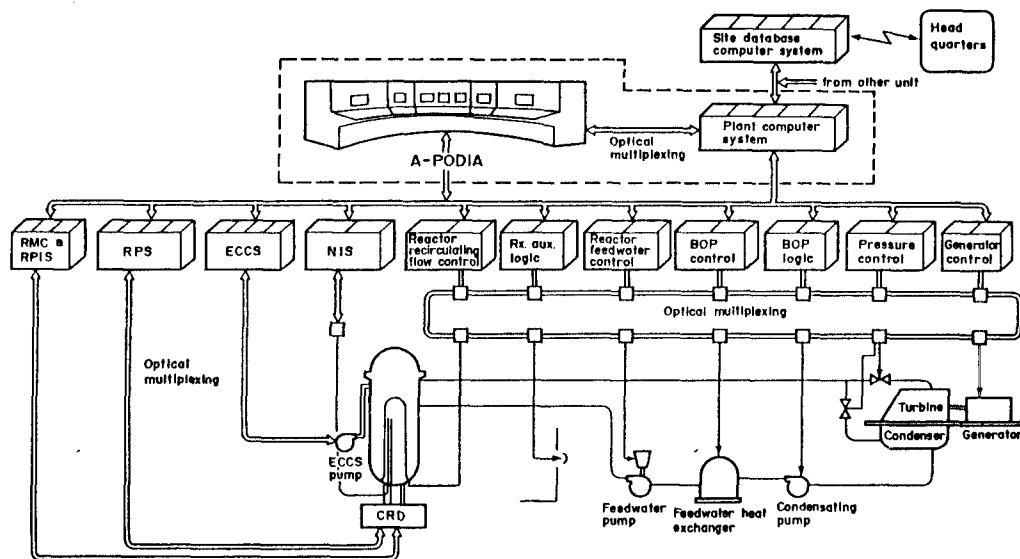 Site database
computer system
Head
quarters
from other unit
Plant computer
system
Optical
multiplexing
A-PODIA
RMC &
RPIS
RPS
ECCS
NIS
Reactor
recirculating
flow control
Rx. aux.
logic
Reactor
feedwater
control
BOP
control
BOP
logic
Pressure
control
Generator
control
Optical multiplexing
Optical
multiplexing
ECCS
pump
CRD
Turbine
Condenser
Generator
Feedwater
pump
Feedwater heat
exchanger
Condensating
pump